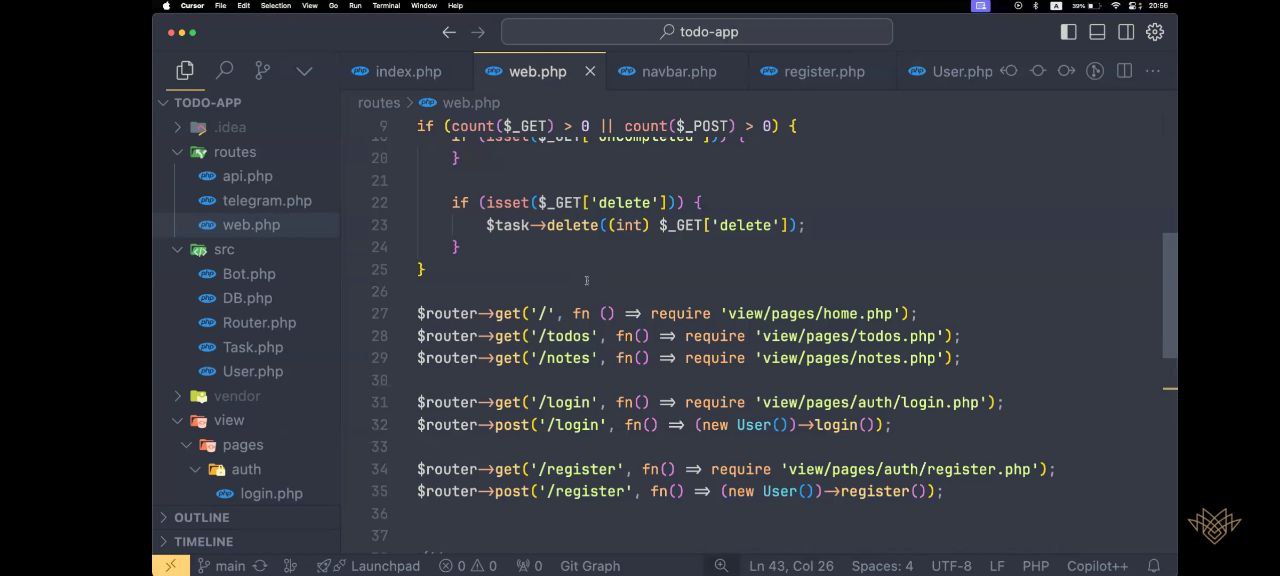 Cursor File Edit Selection View Go Run Terminal Window Help A 39% 20:56
todo-app
index.php web.php navbar.php register.php User.php
TODO-APP
.idea
routes
api.php
telegram.php
web.php
src
Bot.php
DB.php
Router.php
Task.php
User.php
vendor
view
pages
auth
login.php
OUTLINE
TIMELINE
routes > web.php
9 if (count($_GET) > 0 || count($_POST) > 0) {
if (isset($_GET['uncompleted'])) {
20 }
21
22 if (isset($_GET['delete'])) {
23 $task->delete((int) $_GET['delete']);
24 }
25 }
26
27 $router->get('/', fn () => require 'view/pages/home.php');
28 $router->get('/todos', fn() => require 'view/pages/todos.php');
29 $router->get('/notes', fn() => require 'view/pages/notes.php');
30
31 $router->get('/login', fn() => require 'view/pages/auth/login.php');
32 $router->post('/login', fn() => (new User())->login());
33
34 $router->get('/register', fn() => require 'view/pages/auth/register.php');
35 $router->post('/register', fn() => (new User())->register());
36
37
main Launchpad 0 0 0 Git Graph Ln 43, Col 26 Spaces: 4 UTF-8 LF PHP Copilot++